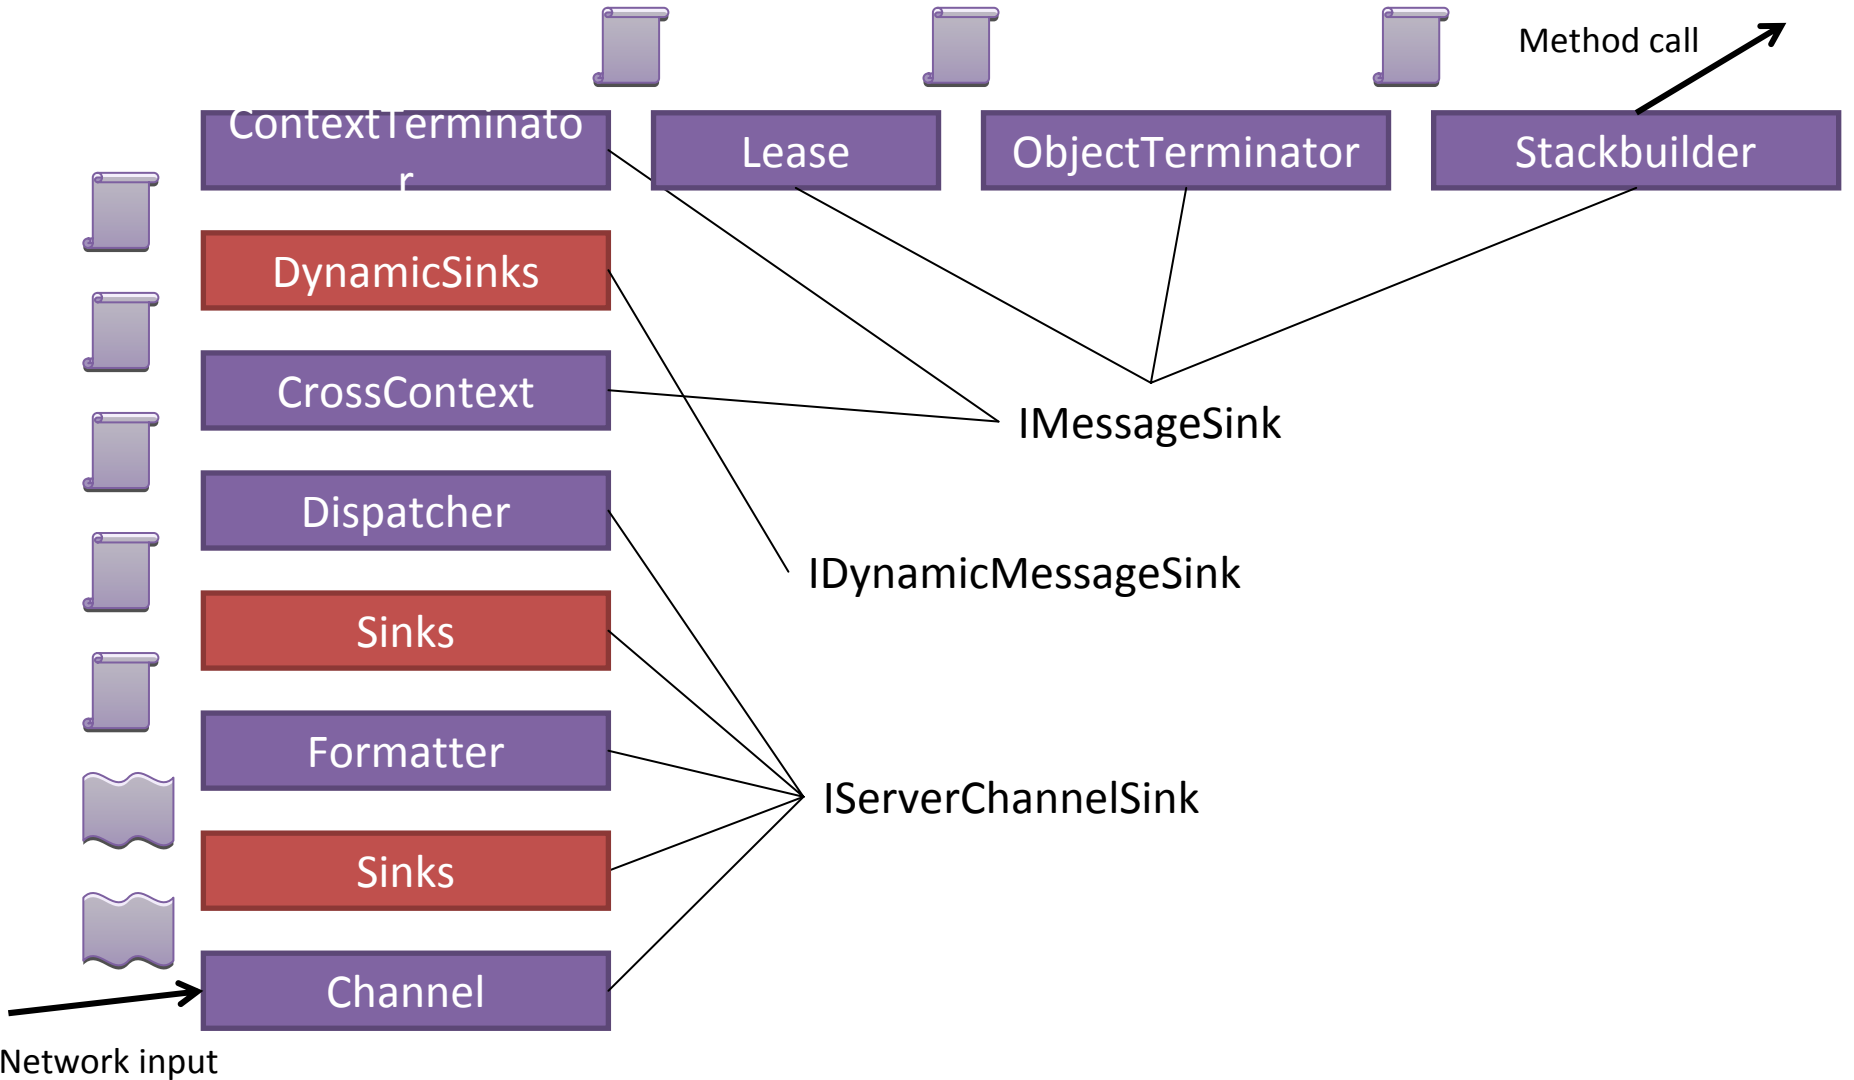 Method call
ContextTerminato
r
Lease
ObjectTerminator
Stackbuilder
DynamicSinks
CrossContext
IMessageSink
Dispatcher
IDynamicMessageSink
Sinks
Formatter
IServerChannelSink
Sinks
Channel
Network input